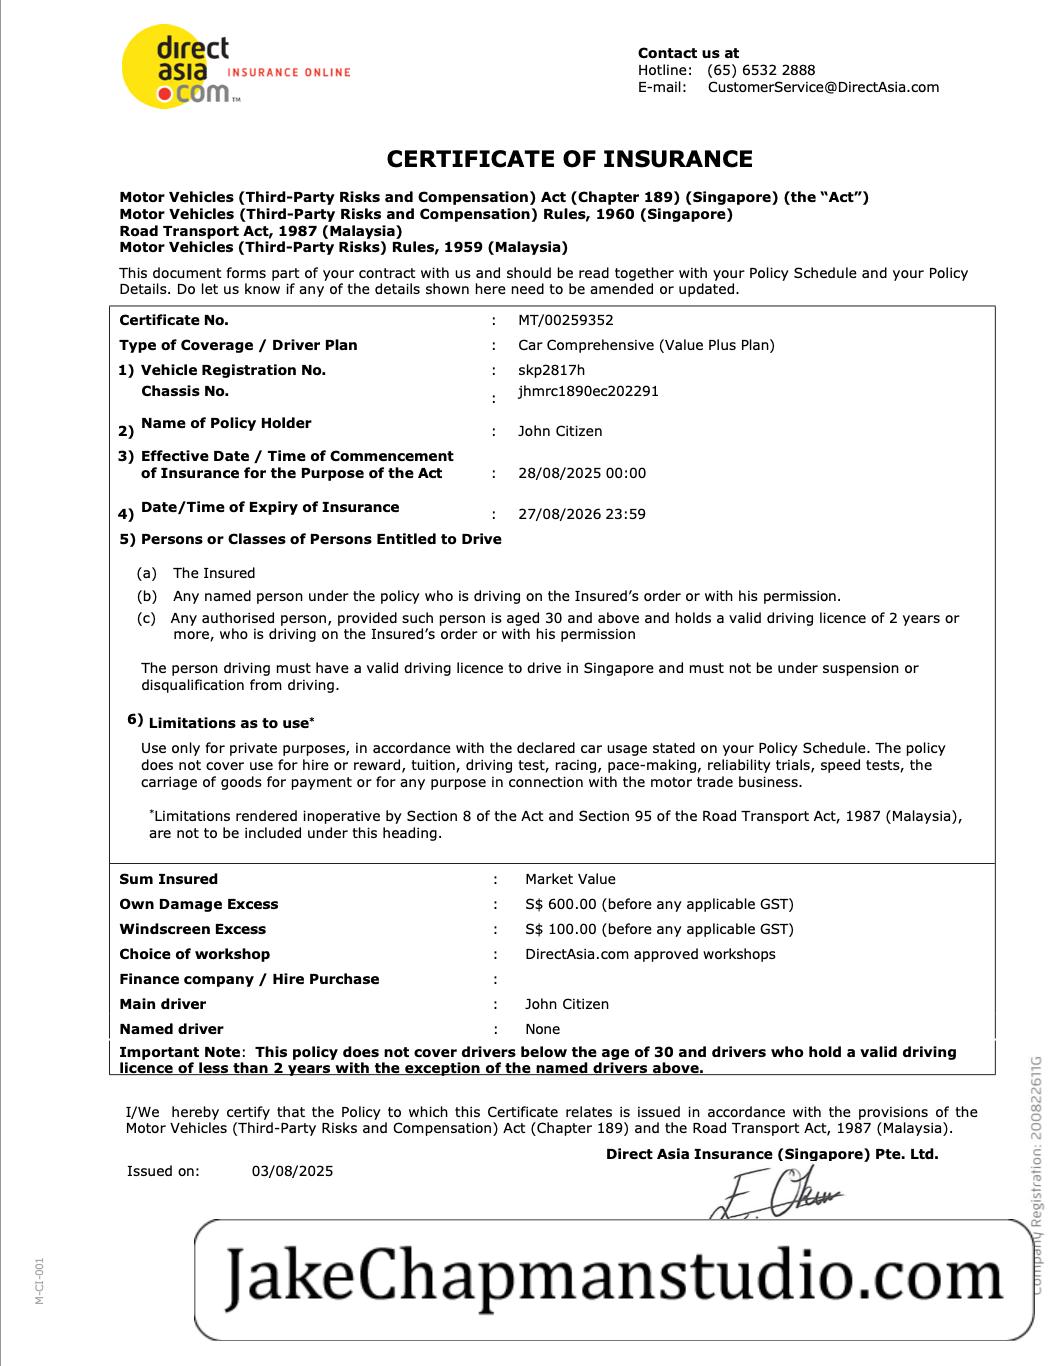 direct
asia
.com™
INSURANCE ONLINE
Contact us at
Hotline: (65) 6532 2888
E-mail: CustomerService@DirectAsia.com
CERTIFICATE OF INSURANCE
Motor Vehicles (Third-Party Risks and Compensation) Act (Chapter 189) (Singapore) (the “Act”)
Motor Vehicles (Third-Party Risks and Compensation) Rules, 1960 (Singapore)
Road Transport Act, 1987 (Malaysia)
Motor Vehicles (Third-Party Risks) Rules, 1959 (Malaysia)
This document forms part of your contract with us and should be read together with your Policy Schedule and your Policy
Details. Do let us know if any of the details shown here need to be amended or updated.
Certificate No. : MT/00259352
Type of Coverage / Driver Plan : Car Comprehensive (Value Plus Plan)
1) Vehicle Registration No. : skp2817h
Chassis No. : jhmrc1890ec202291
2) Name of Policy Holder : John Citizen
3) Effective Date / Time of Commencement
of Insurance for the Purpose of the Act : 28/08/2025 00:00
4) Date/Time of Expiry of Insurance : 27/08/2026 23:59
5) Persons or Classes of Persons Entitled to Drive
(a) The Insured
(b) Any named person under the policy who is driving on the Insured’s order or with his permission.
(c) Any authorised person, provided such person is aged 30 and above and holds a valid driving licence of 2 years or
more, who is driving on the Insured’s order or with his permission
The person driving must have a valid driving licence to drive in Singapore and must not be under suspension or
disqualification from driving.
6) Limitations as to use*
Use only for private purposes, in accordance with the declared car usage stated on your Policy Schedule. The policy
does not cover use for hire or reward, tuition, driving test, racing, pace-making, reliability trials, speed tests, the
carriage of goods for payment or for any purpose in connection with the motor trade business.
*Limitations rendered inoperative by Section 8 of the Act and Section 95 of the Road Transport Act, 1987 (Malaysia),
are not to be included under this heading.
Sum Insured : Market Value
Own Damage Excess : S$ 600.00 (before any applicable GST)
Windscreen Excess : S$ 100.00 (before any applicable GST)
Choice of workshop : DirectAsia.com approved workshops
Finance company / Hire Purchase :
Main driver : John Citizen
Named driver : None
Important Note: This policy does not cover drivers below the age of 30 and drivers who hold a valid driving
licence of less than 2 years with the exception of the named drivers above.
I/We hereby certify that the Policy to which this Certificate relates is issued in accordance with the provisions of the
Motor Vehicles (Third-Party Risks and Compensation) Act (Chapter 189) and the Road Transport Act, 1987 (Malaysia).
Direct Asia Insurance (Singapore) Pte. Ltd.
Issued on: 03/08/2025
JakeChapmanstudio.com
M-CI-001
Company Registration: 200822611G